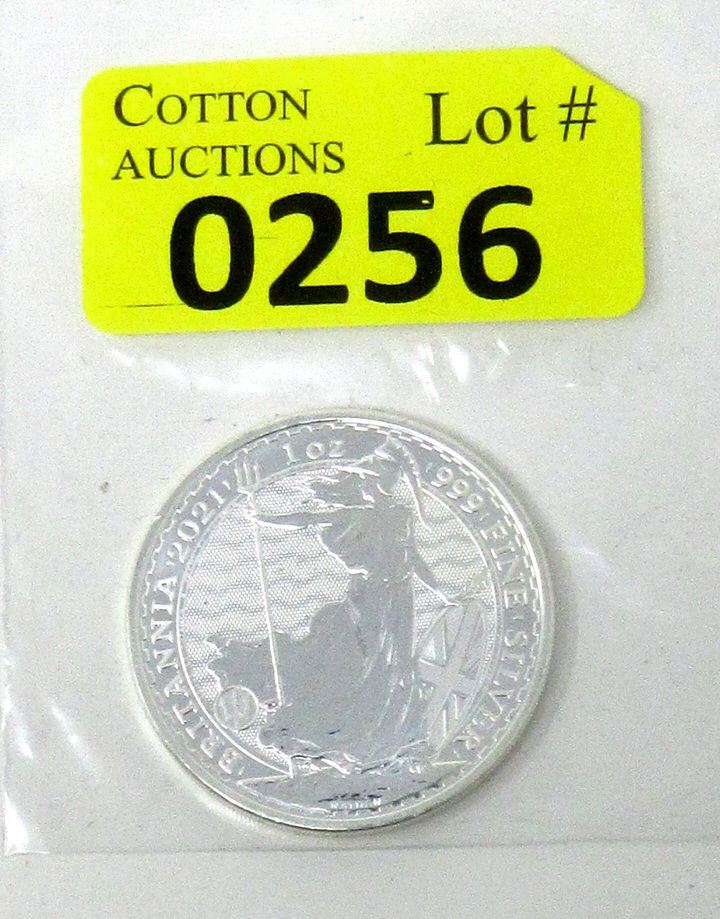 COTTON
AUCTIONS
Lot #
0256
BRITANNIA 2021
1 oz
999 FINE SILVER